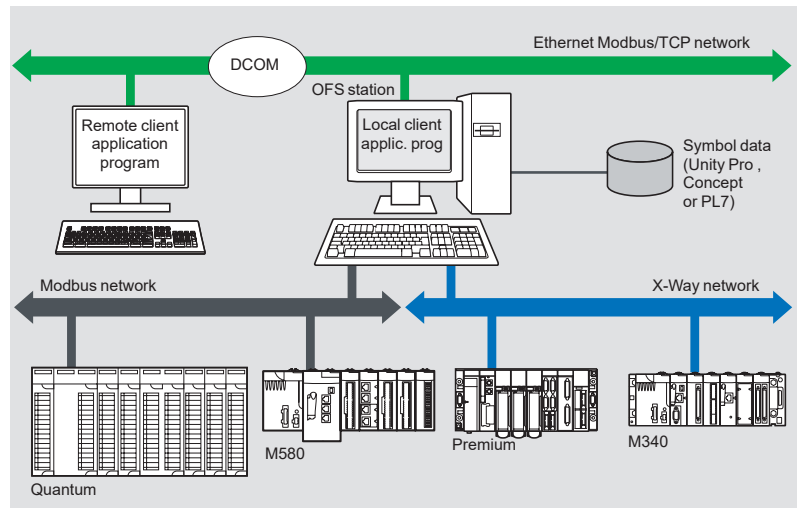 Ethernet Modbus/TCP network
DCOM
OFS station
Remote client
application
program
Local client
applic. prog
Symbol data
(Unity Pro ,
Concept
or PL7)
Modbus network
X-Way network
M580
Premium
M340
Quantum